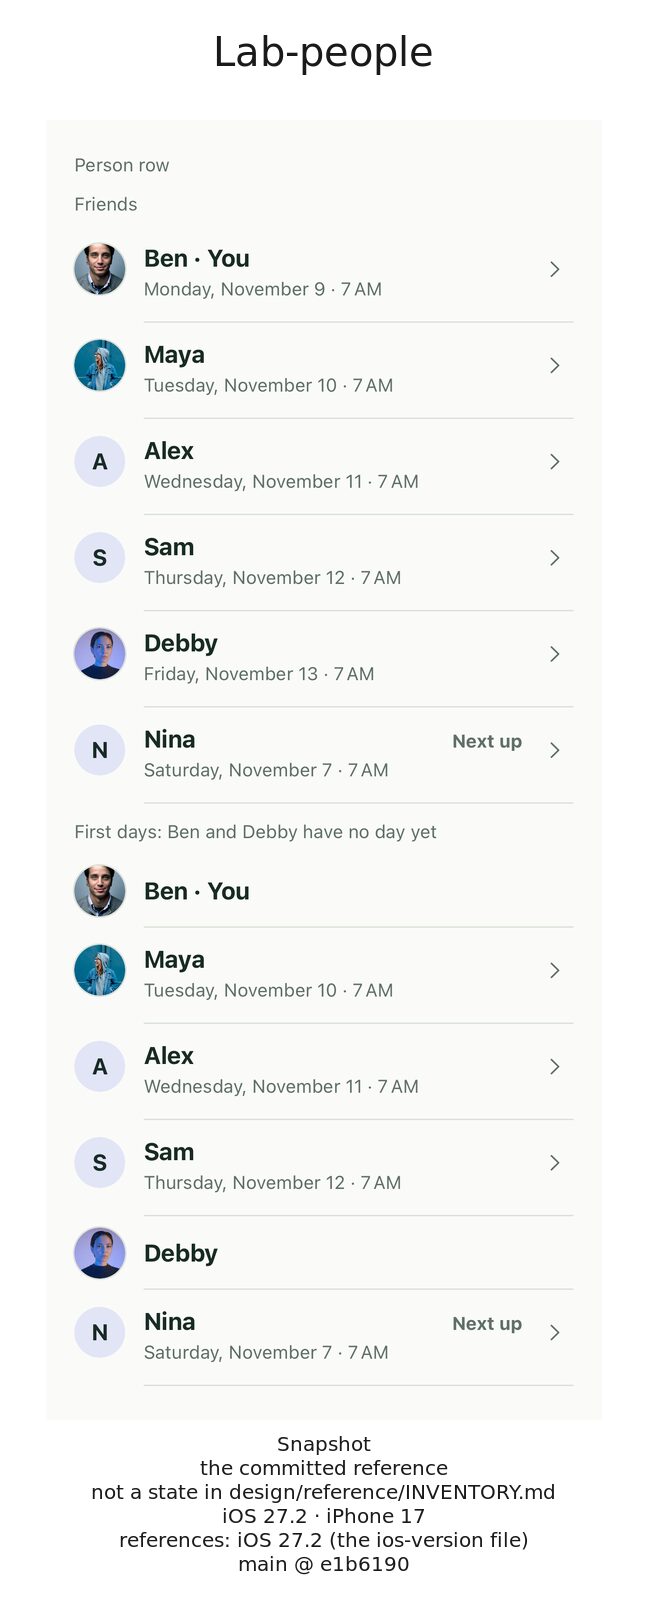 Lab-people
Person row
Friends
Ben · You
Monday, November 9 · 7 AM
Maya
Tuesday, November 10 · 7 AM
A
Alex
Wednesday, November 11 · 7 AM
S
Sam
Thursday, November 12 · 7 AM
Debby
Friday, November 13 · 7 AM
N
Nina
Next up
Saturday, November 7 · 7 AM
First days: Ben and Debby have no day yet
Ben · You
Maya
Tuesday, November 10 · 7 AM
A
Alex
Wednesday, November 11 · 7 AM
S
Sam
Thursday, November 12 · 7 AM
Debby
N
Nina
Next up
Saturday, November 7 · 7 AM
Snapshot
the committed reference
not a state in design/reference/INVENTORY.md
iOS 27.2 · iPhone 17
references: iOS 27.2 (the ios-version file)
main @ e1b6190